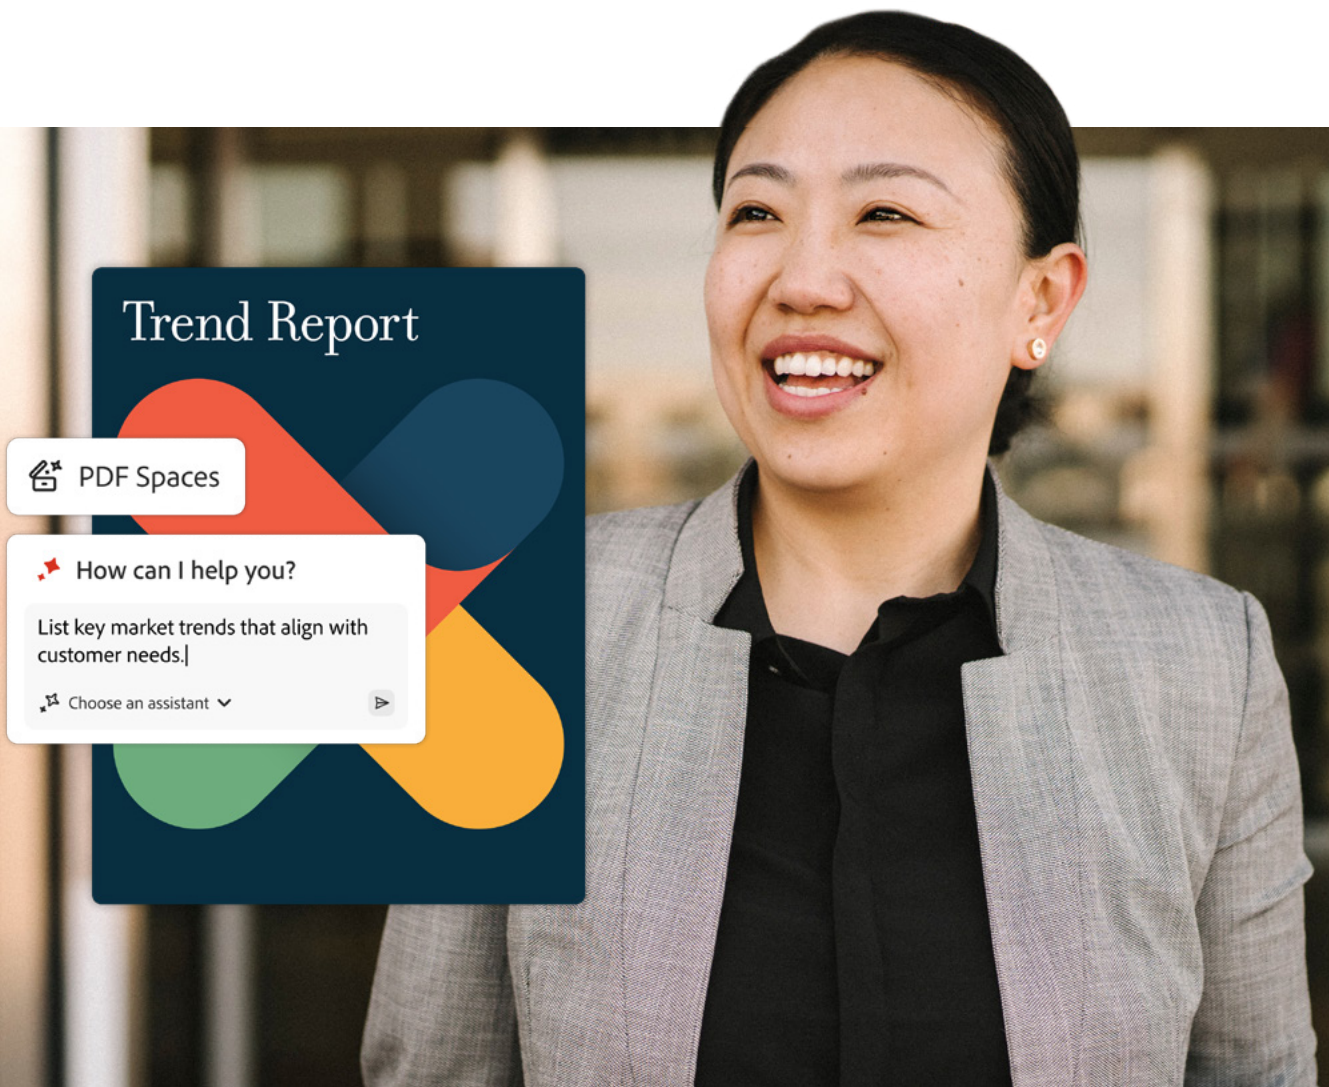 Trend Report
PDF Spaces
How can I help you?
List key market trends that align with
customer needs.
Choose an assistant